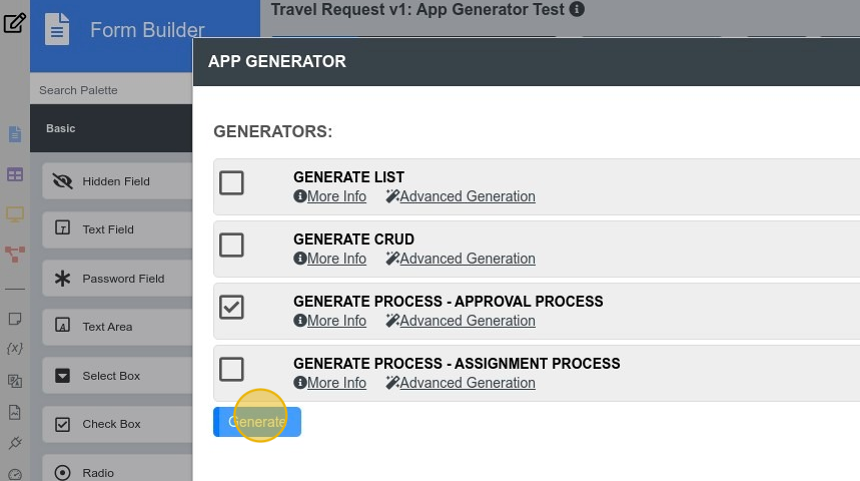 Travel Request v1: App Generator Test
Form Builder
Search Palette
Basic
Hidden Field
Text Field
Password Field
Text Area
Select Box
Check Box
Radio
APP GENERATOR
GENERATORS:
GENERATE LIST
More Info Advanced Generation
GENERATE CRUD
More Info Advanced Generation
GENERATE PROCESS - APPROVAL PROCESS
More Info Advanced Generation
GENERATE PROCESS - ASSIGNMENT PROCESS
More Info Advanced Generation
Generate